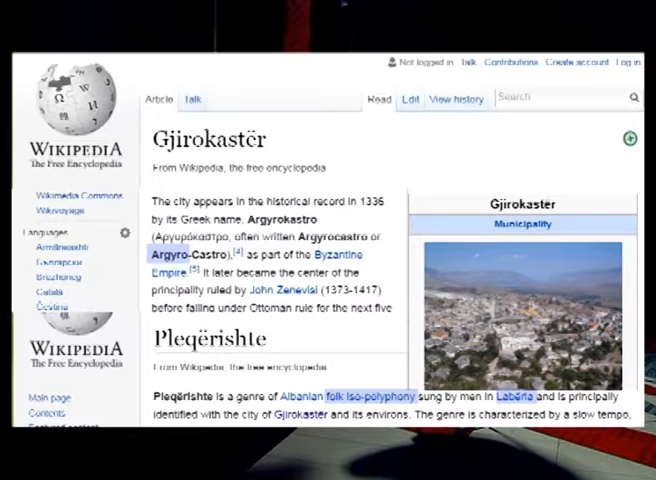 Not logged in Talk Contributions Create account Log in
Article Talk Read Edit View history Search
WIKIPEDIA
The Free Encyclopedia
Gjirokastër
From Wikipedia, the free encyclopedia
Wikimedia Commons
Wikivoyage
Languages
Armãneashti
Български
Brezhoneg
Català
Čeština
The city appears in the historical record in 1336
by its Greek name, Argyrokastro
(Αργυρόκαστρο, often written Argyrocastro or
Argyro-Castro),[4] as part of the Byzantine
Empire.[5] It later became the center of the
principality ruled by John Zenevisi (1373-1417)
before falling under Ottoman rule for the next five
Gjirokastër
Municipality
WIKIPEDIA
The Free Encyclopedia
Main page
Contents
Pleqërishte
From Wikipedia, the free encyclopedia
Pleqërishte is a genre of Albanian folk iso-polyphony sung by men in Labëria and is principally
identified with the city of Gjirokastër and its environs. The genre is characterized by a slow tempo,